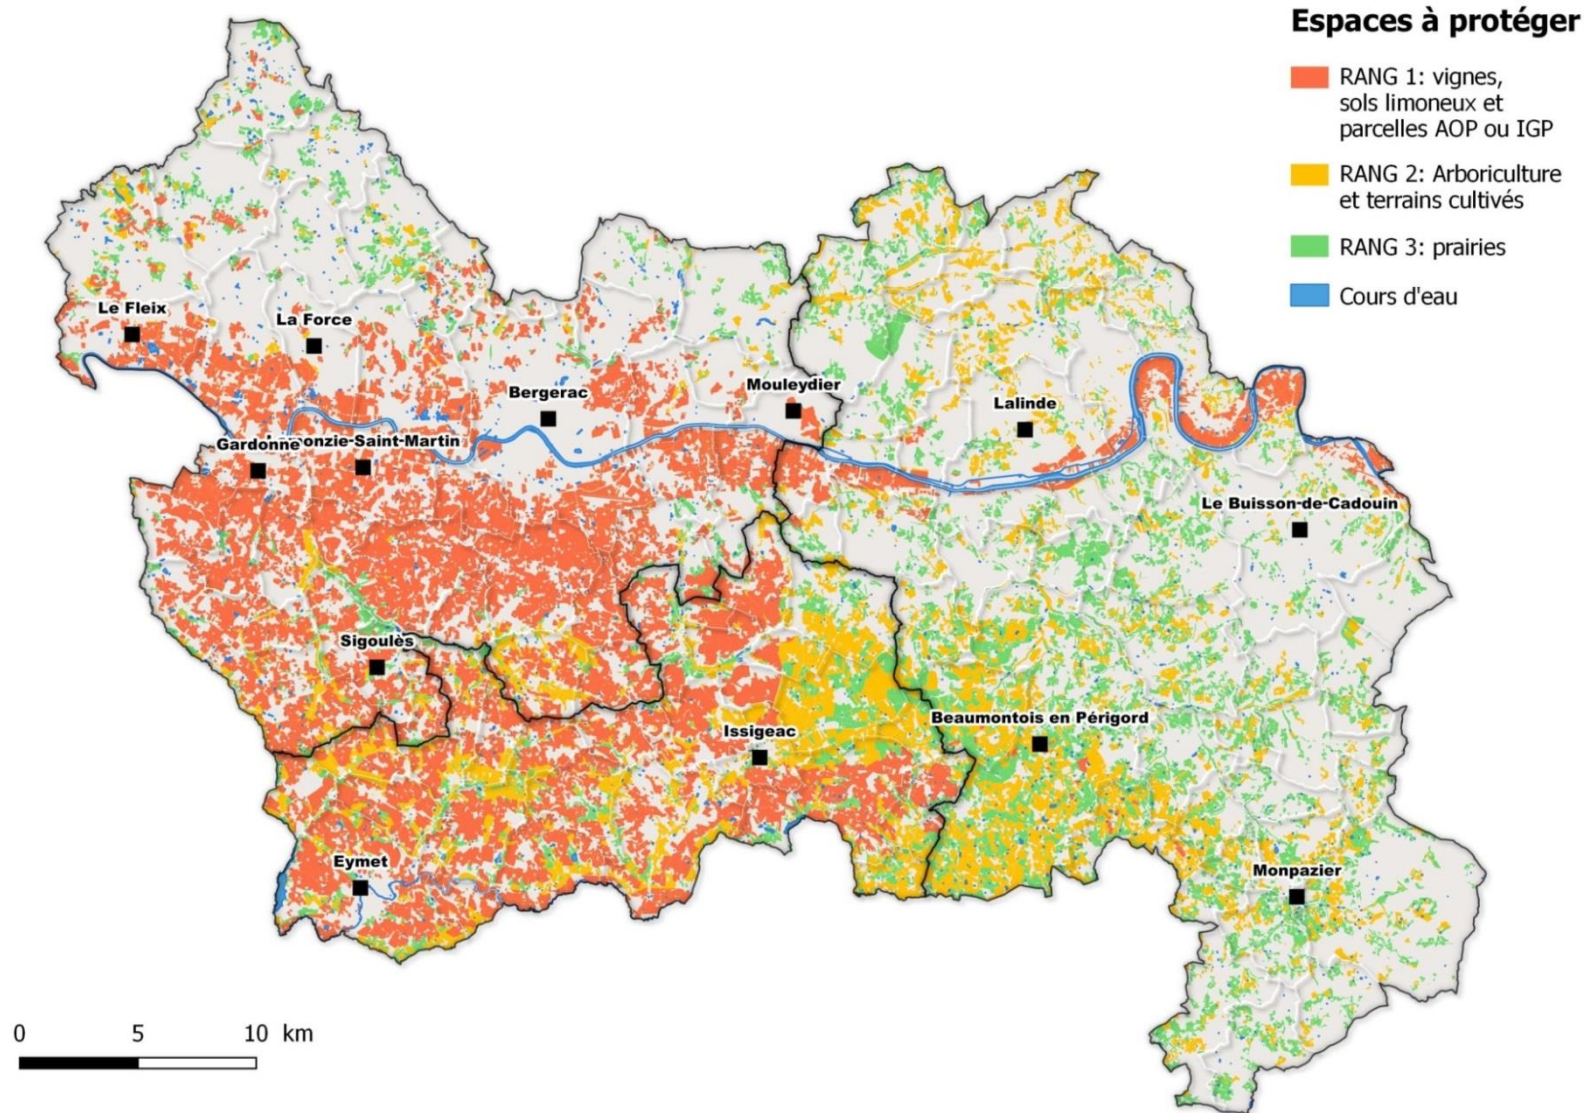 Espaces à protéger
RANG 1: vignes,
sols limoneux et
parcelles AOP ou IGP
RANG 2: Arboriculture
et terrains cultivés
RANG 3: prairies
Cours d'eau
Le Fleix
La Force
Bergerac
Mouleydier
Lalinde
Gardonne
onzie-Saint-Martin
Le Buisson-de-Cadouin
Sigoulès
Beaumontois en Périgord
Issigeac
Eymet
Monpazier
0 5 10 km